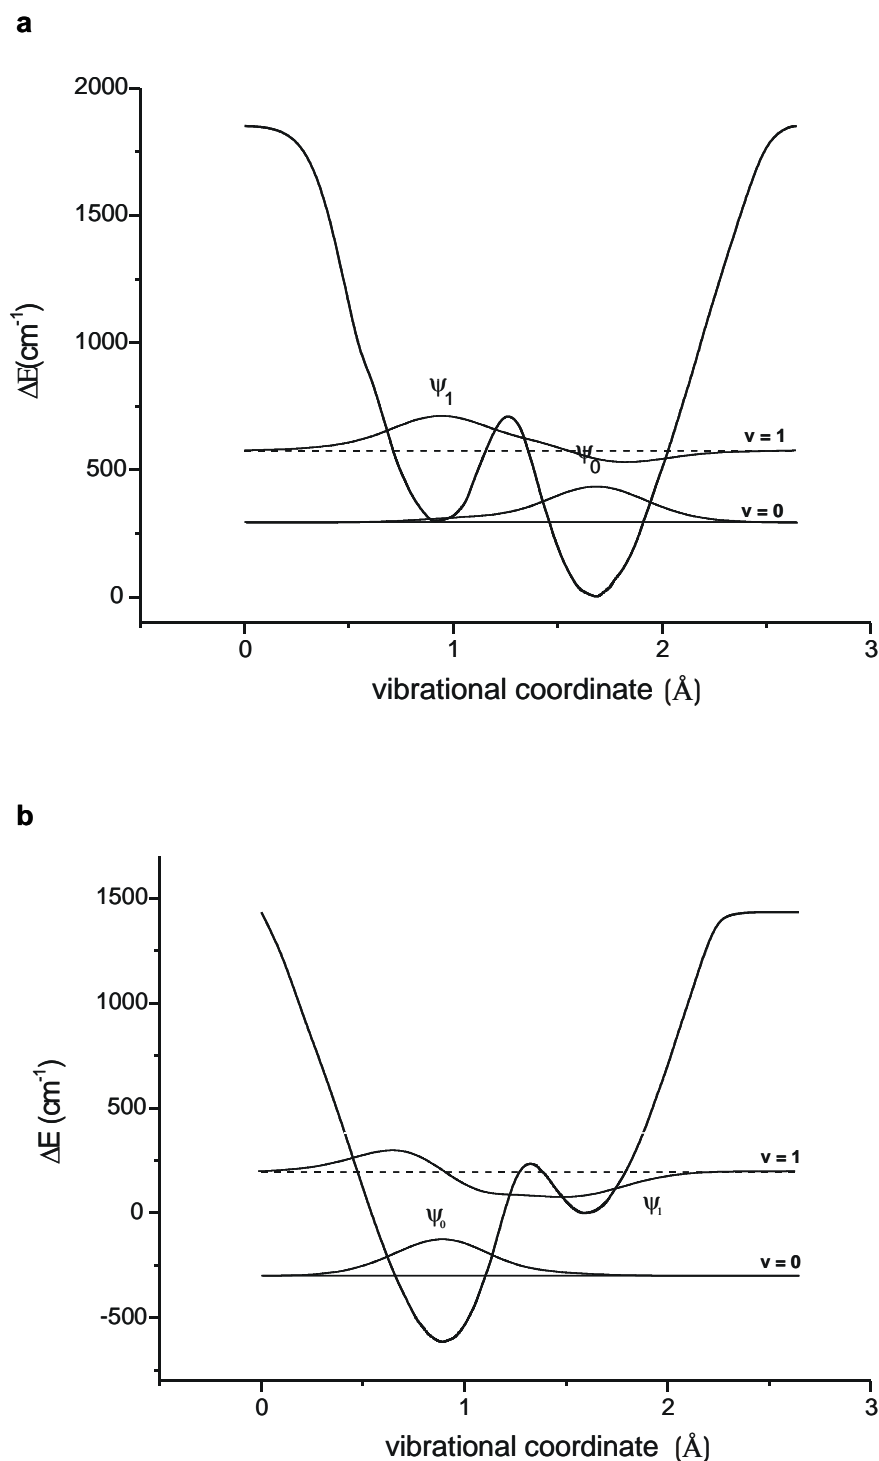 a
2000
1500
1000
500
0
ΔE(cm⁻¹)
ψ₁
ψ₀
v = 1
v = 0
0 1 2 3
vibrational coordinate (Å)
b
1500
1000
500
0
-500
ΔE (cm⁻¹)
v = 1
ψ₁
ψ₀
v = 0
0 1 2 3
vibrational coordinate (Å)